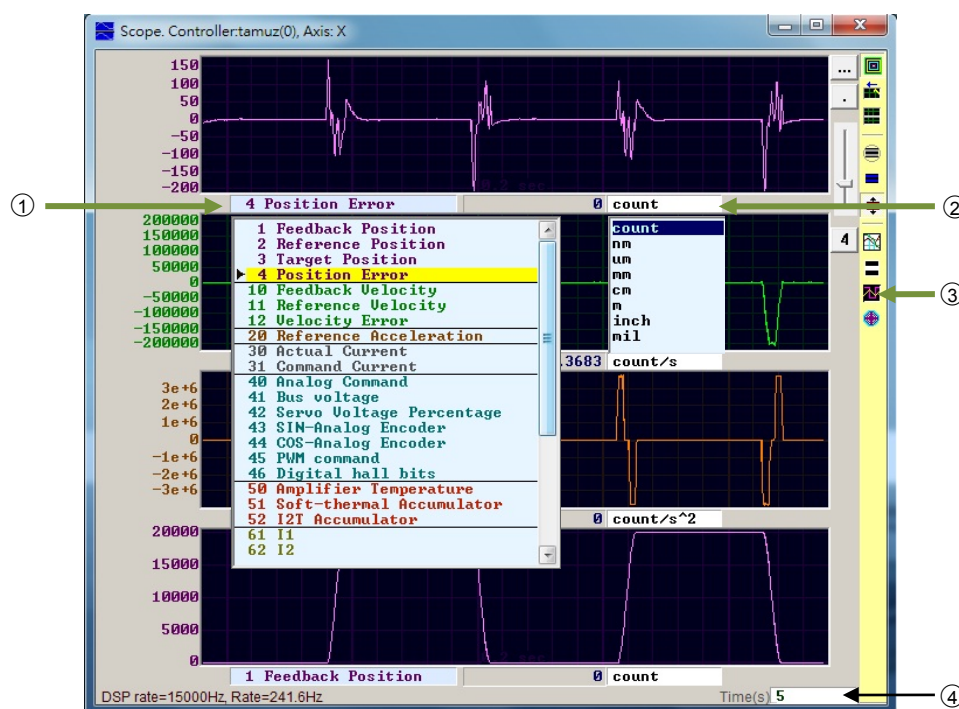 Scope. Controller:tamuz(0), Axis: X
150
100
50
0
-50
-100
-150
-200
...
.
① 4 Position Error 0 count ②
200000
150000
100000
50000
0
-50000
-100000
-150000
-200000
4
③
1 Feedback Position
2 Reference Position
3 Target Position
4 Position Error
10 Feedback Velocity
11 Reference Velocity
12 Velocity Error
20 Reference Acceleration
30 Actual Current
31 Command Current
40 Analog Command
41 Bus voltage
42 Servo Voltage Percentage
43 SIN-Analog Encoder
44 COS-Analog Encoder
45 PWM command
46 Digital hall bits
50 Amplifier Temperature
51 Soft-thermal Accumulator
52 I2T Accumulator
61 I1
62 I2
count
nm
um
mm
cm
m
inch
mil
.3683 count/s
3e+6
2e+6
1e+6
0
-1e+6
-2e+6
-3e+6
0 count/s^2
20000
15000
10000
5000
0
1 Feedback Position 0 count
DSP rate=15000Hz, Rate=241.6Hz Time(s) 5 ④